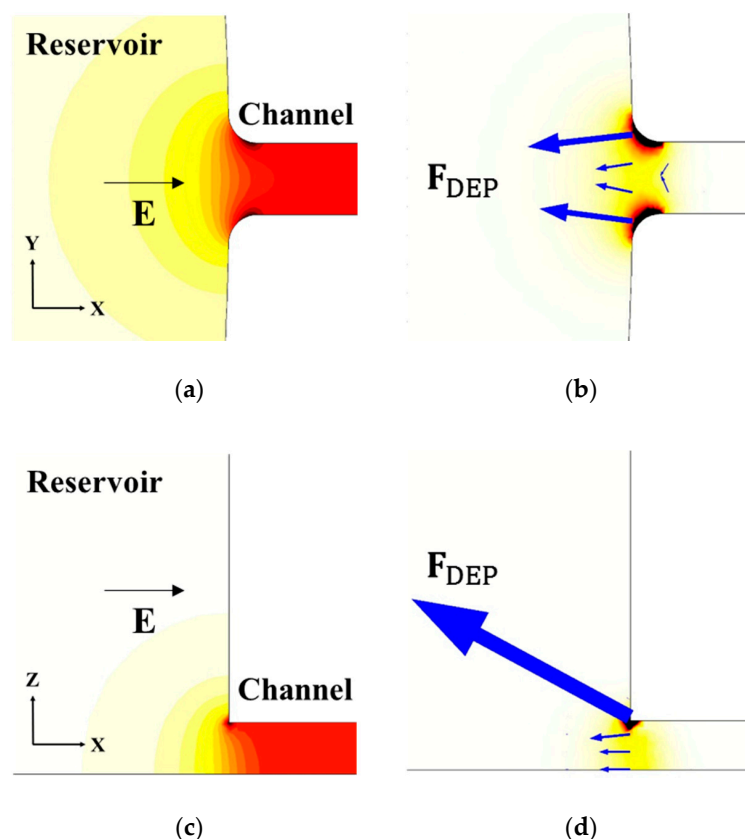 Reservoir
Channel
E
Y
X
(a)
F_DEP
(b)
Reservoir
E
Channel
Z
X
(c)
F_DEP
(d)